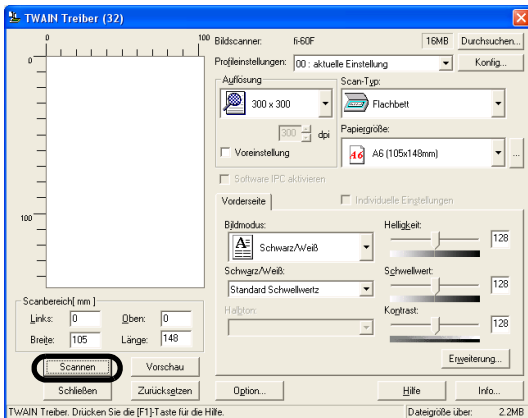 TWAIN Treiber (32)
0 100
0
100
Bildscanner: fi-60F 16MB Durchsuchen...
Profileinstellungen: 00 : aktuelle Einstellung Konfig...
Auflösung
300 x 300
300 dpi
Voreinstellung
Scan-Typ:
Flachbett
Papiergröße:
A6 A6 (105x148mm) ...
Software IPC aktivieren
Vorderseite Individuelle Eingstellungen
Bildmodus:
A Schwarz/Weiß
Schwarz/Weiß:
Standard Schwellwertz
Halbton:
Helligkeit:
128
Schwellwert:
128
Kontrast:
128
Erweiterung...
Scanbereich[ mm ]
Links: 0 Oben: 0
Breite: 105 Länge: 148
Scannen Vorschau
Schließen Zurücksetzen Option... Hilfe Info...
TWAIN Treiber. Drücken Sie die [F1]-Taste für die Hilfe. Dateigröße über: 2.2MB